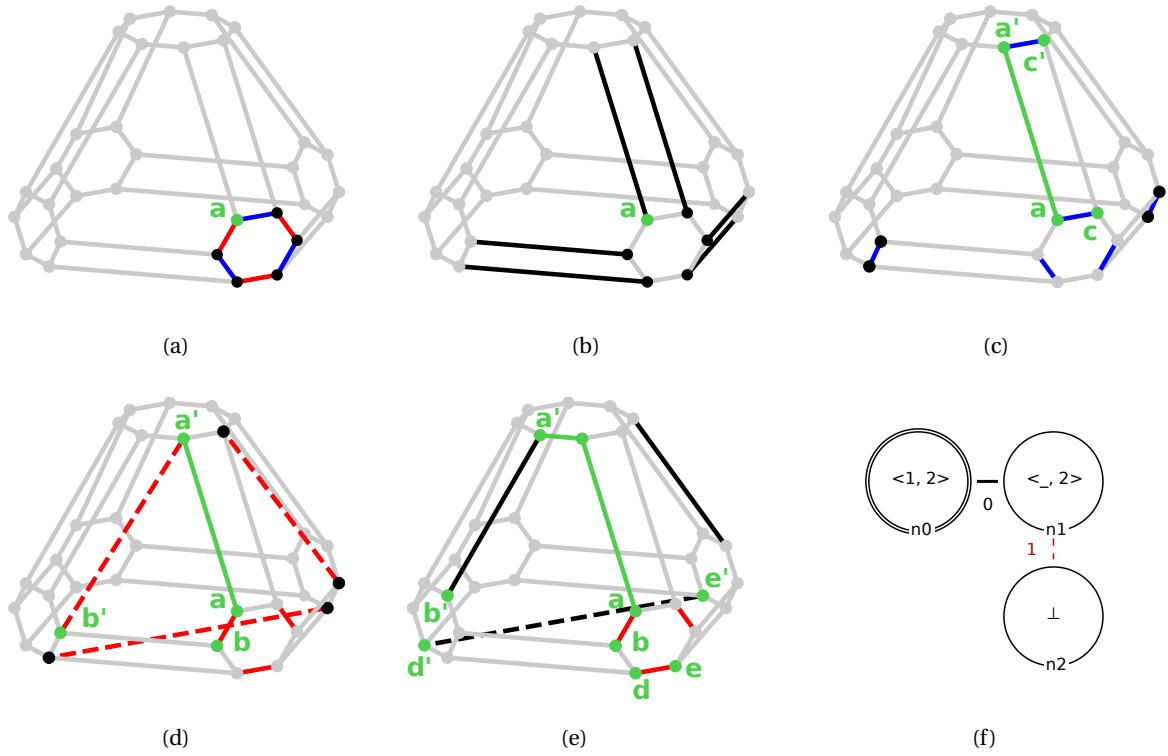 a
(a)
a
(b)
a'
c'
a
c
(c)
a'
b'
a
b
(d)
a'
b'
a
e'
b
d'
e
d
(e)
<1, 2>
<_, 2>
0
n0
n1
1
⊥
n2
(f)